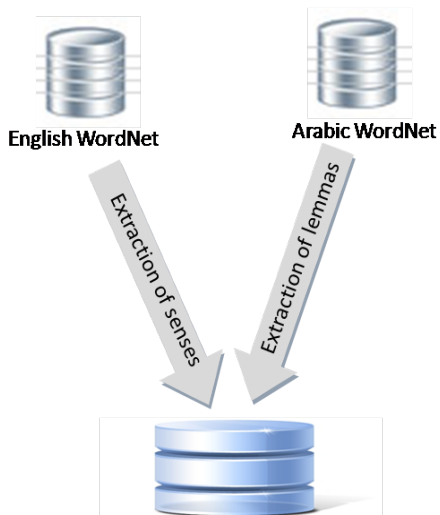 English WordNet
Arabic WordNet
Extraction of senses
Extraction of lemmas